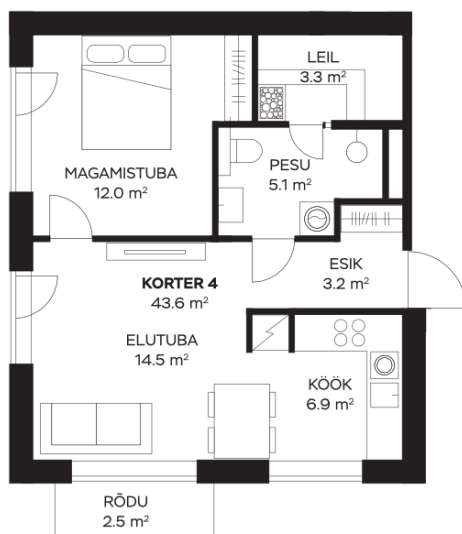 LEIL
3.3 m²
MAGAMISTUBA
12.0 m²
PESU
5.1 m²
KORTER 4
43.6 m²
ESIK
3.2 m²
ELUTUBA
14.5 m²
KÖÖK
6.9 m²
RÕDU
2.5 m²